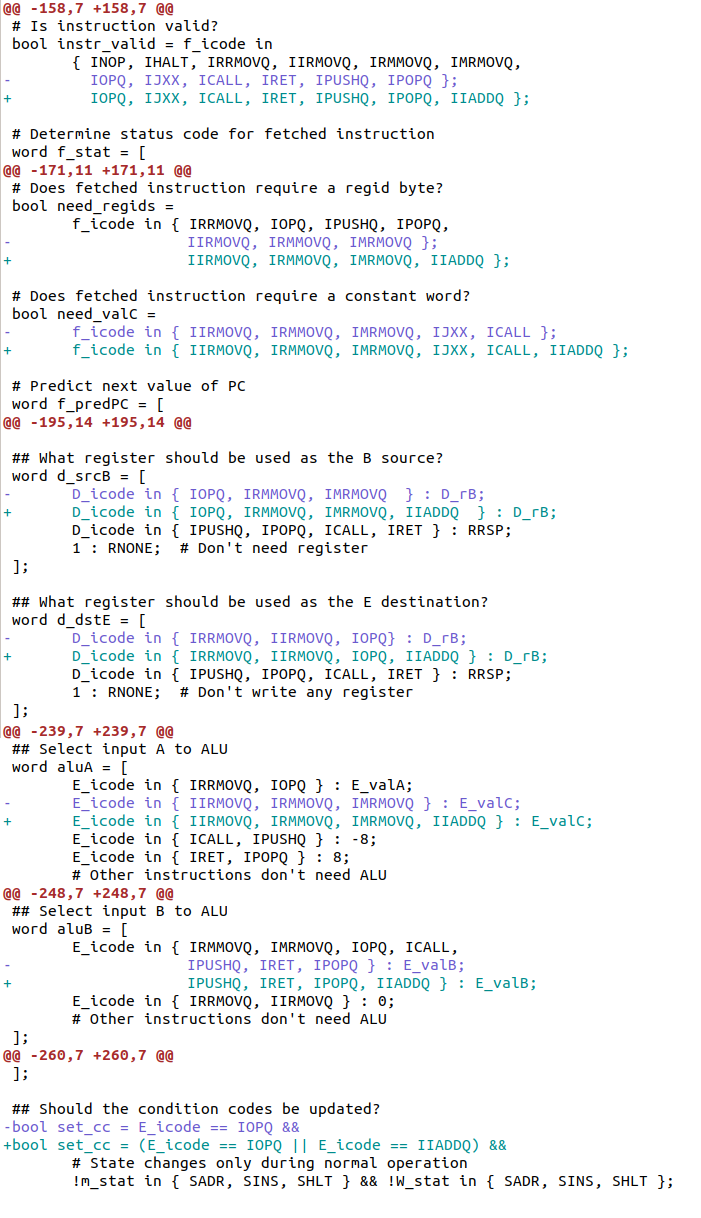 @@ -158,7 +158,7 @@
 # Is instruction valid?
 bool instr_valid = f_icode in
        { INOP, IHALT, IRRMOVQ, IIRMOVQ, IRMMOVQ, IMRMOVQ,
-         IOPQ, IJXX, ICALL, IRET, IPUSHQ, IPOPQ };
+         IOPQ, IJXX, ICALL, IRET, IPUSHQ, IPOPQ, IIADDQ };

 # Determine status code for fetched instruction
 word f_stat = [
@@ -171,11 +171,11 @@
 # Does fetched instruction require a regid byte?
 bool need_regids =
        f_icode in { IRRMOVQ, IOPQ, IPUSHQ, IPOPQ,
-                    IIRMOVQ, IRMMOVQ, IMRMOVQ };
+                    IIRMOVQ, IRMMOVQ, IMRMOVQ, IIADDQ };

 # Does fetched instruction require a constant word?
 bool need_valC =
-       f_icode in { IIRMOVQ, IRMMOVQ, IMRMOVQ, IJXX, ICALL };
+       f_icode in { IIRMOVQ, IRMMOVQ, IMRMOVQ, IJXX, ICALL, IIADDQ };

 # Predict next value of PC
 word f_predPC = [
@@ -195,14 +195,14 @@

 ## What register should be used as the B source?
 word d_srcB = [
-       D_icode in { IOPQ, IRMMOVQ, IMRMOVQ  } : D_rB;
+       D_icode in { IOPQ, IRMMOVQ, IMRMOVQ, IIADDQ  } : D_rB;
        D_icode in { IPUSHQ, IPOPQ, ICALL, IRET } : RRSP;
        1 : RNONE;  # Don't need register
 ];

 ## What register should be used as the E destination?
 word d_dstE = [
-       D_icode in { IRRMOVQ, IIRMOVQ, IOPQ} : D_rB;
+       D_icode in { IRRMOVQ, IIRMOVQ, IOPQ, IIADDQ } : D_rB;
        D_icode in { IPUSHQ, IPOPQ, ICALL, IRET } : RRSP;
        1 : RNONE;  # Don't write any register
 ];
@@ -239,7 +239,7 @@
 ## Select input A to ALU
 word aluA = [
        E_icode in { IRRMOVQ, IOPQ } : E_valA;
-       E_icode in { IIRMOVQ, IRMMOVQ, IMRMOVQ } : E_valC;
+       E_icode in { IIRMOVQ, IRMMOVQ, IMRMOVQ, IIADDQ } : E_valC;
        E_icode in { ICALL, IPUSHQ } : -8;
        E_icode in { IRET, IPOPQ } : 8;
        # Other instructions don't need ALU
@@ -248,7 +248,7 @@
 ## Select input B to ALU
 word aluB = [
        E_icode in { IRMMOVQ, IMRMOVQ, IOPQ, ICALL,
-                    IPUSHQ, IRET, IPOPQ } : E_valB;
+                    IPUSHQ, IRET, IPOPQ, IIADDQ } : E_valB;
        E_icode in { IRRMOVQ, IIRMOVQ } : 0;
        # Other instructions don't need ALU
 ];
@@ -260,7 +260,7 @@
 ];

 ## Should the condition codes be updated?
-bool set_cc = E_icode == IOPQ &&
+bool set_cc = (E_icode == IOPQ || E_icode == IIADDQ) &&
        # State changes only during normal operation
        !m_stat in { SADR, SINS, SHLT } && !W_stat in { SADR, SINS, SHLT };